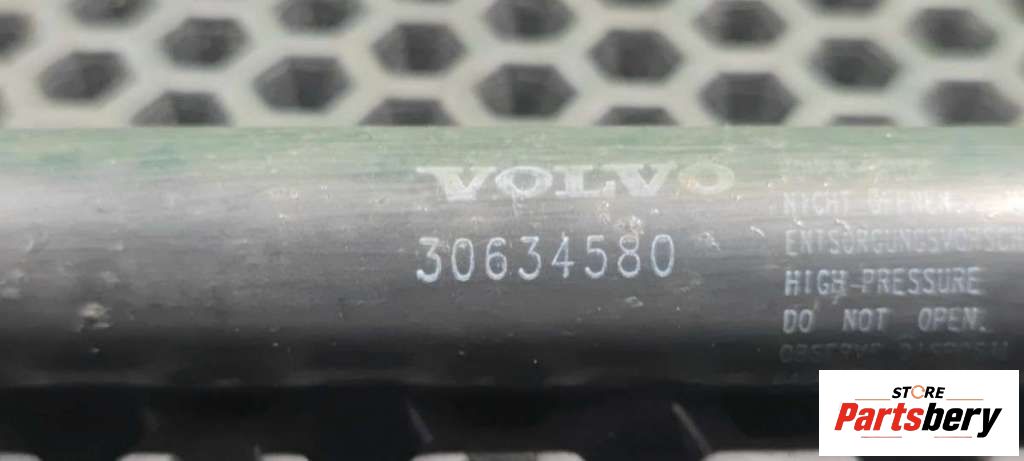 VOLVO
30634580
NICHT ÖFFNEN.
HIGH-PRESSURE
DO NOT OPEN.
STORE
Partsbery